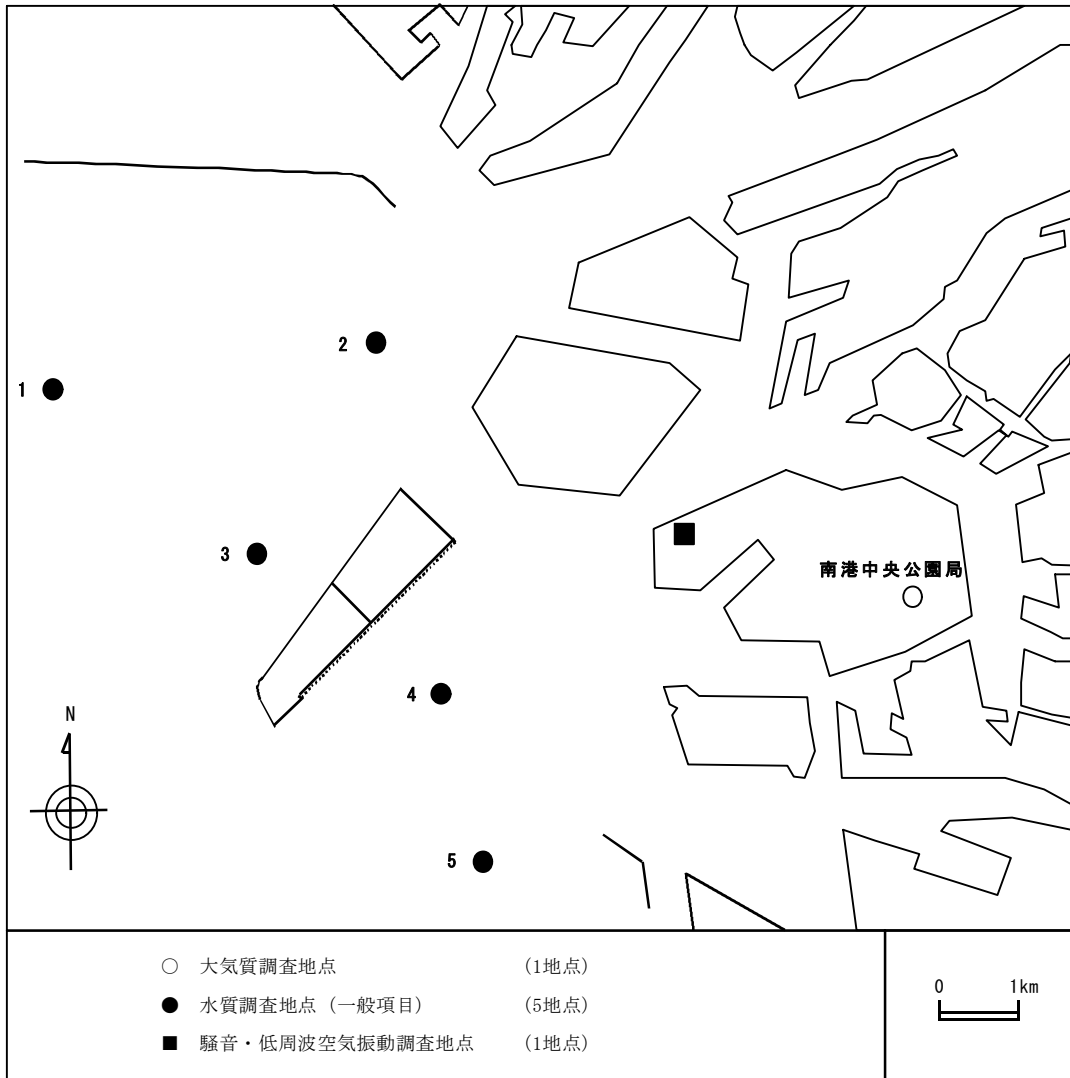 2
1
3
南港中央公園局
4
N
5
○ 大気質調査地点 (1地点)
● 水質調査地点（一般項目） (5地点)
■ 騒音・低周波空気振動調査地点 (1地点)
0 1km